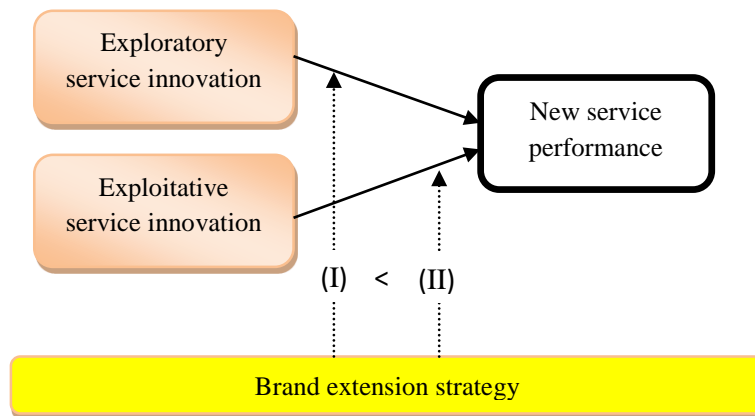 Exploratory
service innovation
New service
performance
Exploitative
service innovation
(I) < (II)
Brand extension strategy